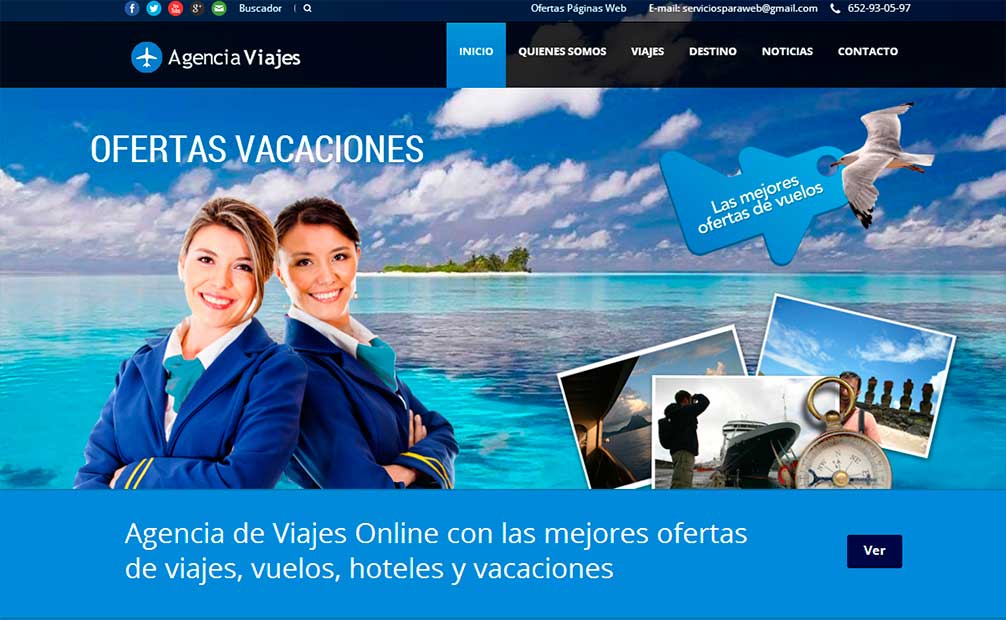 Buscador
Ofertas Páginas Web
E-mail: serviciosparaweb@gmail.com
652-93-05-97
Agencia Viajes
INICIO
QUIENES SOMOS
VIAJES
DESTINO
NOTICIAS
CONTACTO
OFERTAS VACACIONES
Las mejores
ofertas de vuelos
Agencia de Viajes Online con las mejores ofertas
de viajes, vuelos, hoteles y vacaciones
Ver